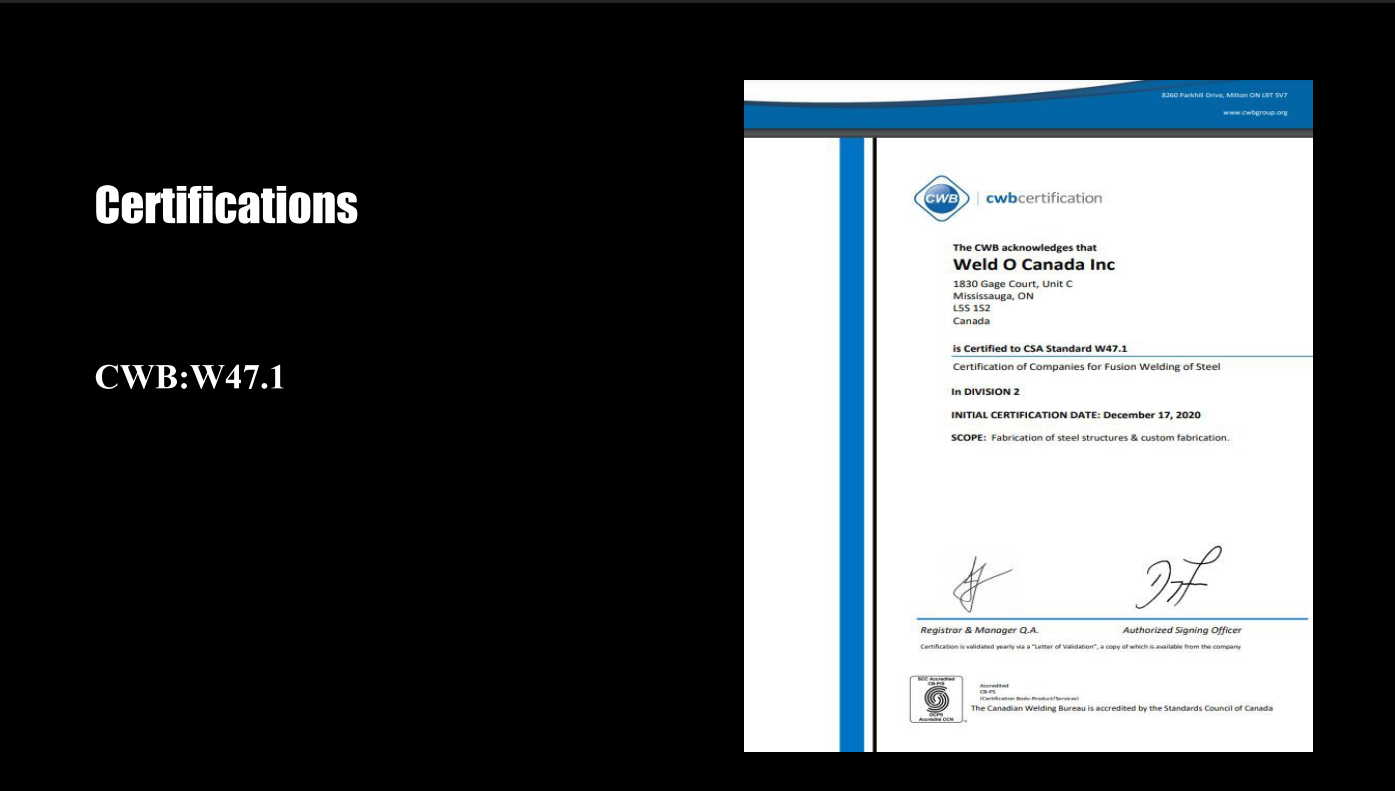 Certifications
CWB:W47.1
8260 Parkhill Drive, Milton ON L9T 5V7
www.cwbgroup.org
CWB
cwbcertification
The CWB acknowledges that
Weld O Canada Inc
1830 Gage Court, Unit C
Mississauga, ON
L5S 1S2
Canada
is Certified to CSA Standard W47.1
Certification of Companies for Fusion Welding of Steel
In DIVISION 2
INITIAL CERTIFICATION DATE: December 17, 2020
SCOPE: Fabrication of steel structures & custom fabrication.
Registrar & Manager Q.A.
Authorized Signing Officer
Certification is validated yearly via a "Letter of Validation", a copy of which is available from the company
SCC Accredited
CB-P/S
OCPS
Accrédité CCN
Accredited
CB-PS
(Certification Body-Product/Services)
The Canadian Welding Bureau is accredited by the Standards Council of Canada